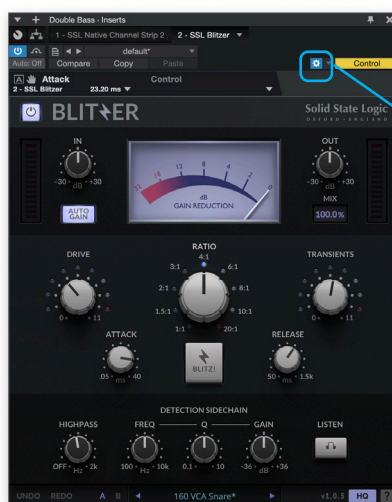 Double Bass · Inserts
1 - SSL Native Channel Strip 2
2 - SSL Blitzer
default*
Auto: Off
Compare
Copy
Paste
Control
A
Attack
Control
2 - SSL Blitzer
23.20 ms
BLITZER
Solid State Logic
OXFORD · ENGLAND
IN
-30 dB +30
AUTO GAIN
32 16 12 8 4 2 0
dB
GAIN REDUCTION
OUT
-30 dB +30
MIX
100.0%
DRIVE
0 11
RATIO
4:1
3:1 6:1
2:1 8:1
1.5:1 10:1
1:1 20:1
TRANSIENTS
0 11
ATTACK
.05 ms 40
BLITZ!
RELEASE
50 ms 1.5k
DETECTION SIDECHAIN
HIGHPASS
OFF Hz 2k
FREQ
100 Hz 10k
Q
0.1 10
GAIN
-36 dB +36
LISTEN
UNDO REDO A B 160 VCA Snare* v1.0.5 HQ ?